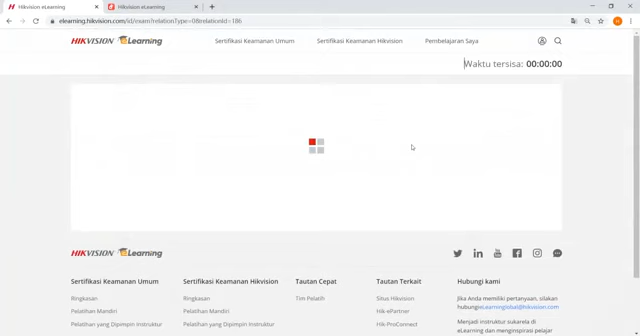 Hikvision eLearning
Hikvision eLearning
elearning.hikvision.com/id/exam?relationType=0&relationId=186
HIKVISION eLearning
Sertifikasi Keamanan Umum
Sertifikasi Keamanan Hikvision
Pembelajaran Saya
Waktu tersisa: 00:00:00
HIKVISION eLearning
Sertifikasi Keamanan Umum
Sertifikasi Keamanan Hikvision
Tautan Cepat
Tautan Terkait
Hubungi kami
Ringkasan
Ringkasan
Tim Pelatih
Situs Hikvision
Jika Anda memiliki pertanyaan, silakan
hubungi eLearningglobal@hikvision.com
Pelatihan Mandiri
Pelatihan Mandiri
Hik-ePartner
Pelatihan yang Dipimpin Instruktur
Pelatihan yang Dipimpin Instruktur
Hik-ProConnect
Menjadi instruktur sukarela di
eLearning dan menginspirasi pelajar